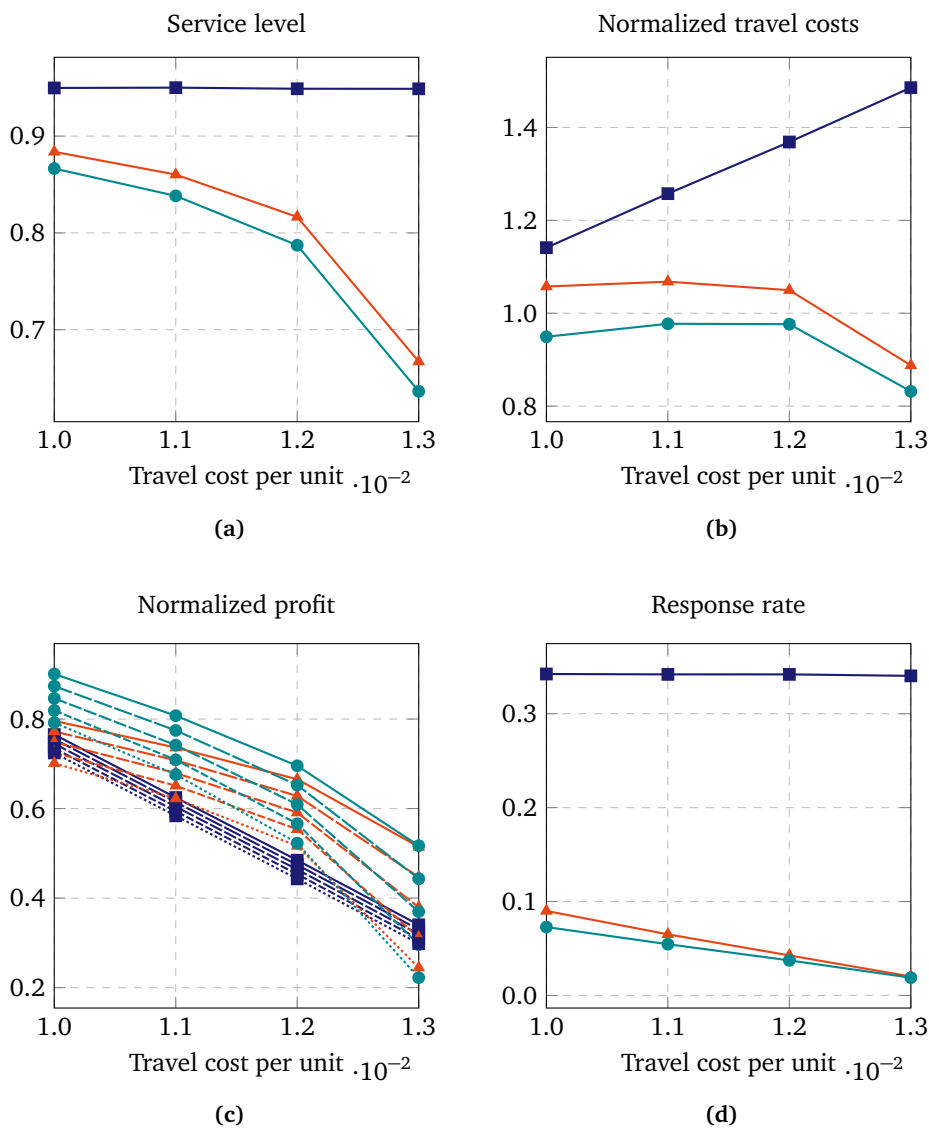 Service level
0.9
0.8
0.7
1.0 1.1 1.2 1.3
Travel cost per unit ·10⁻²
(a)
Normalized travel costs
1.4
1.2
1.0
0.8
1.0 1.1 1.2 1.3
Travel cost per unit ·10⁻²
(b)
Normalized profit
0.8
0.6
0.4
0.2
1.0 1.1 1.2 1.3
Travel cost per unit ·10⁻²
(c)
Response rate
0.3
0.2
0.1
0.0
1.0 1.1 1.2 1.3
Travel cost per unit ·10⁻²
(d)